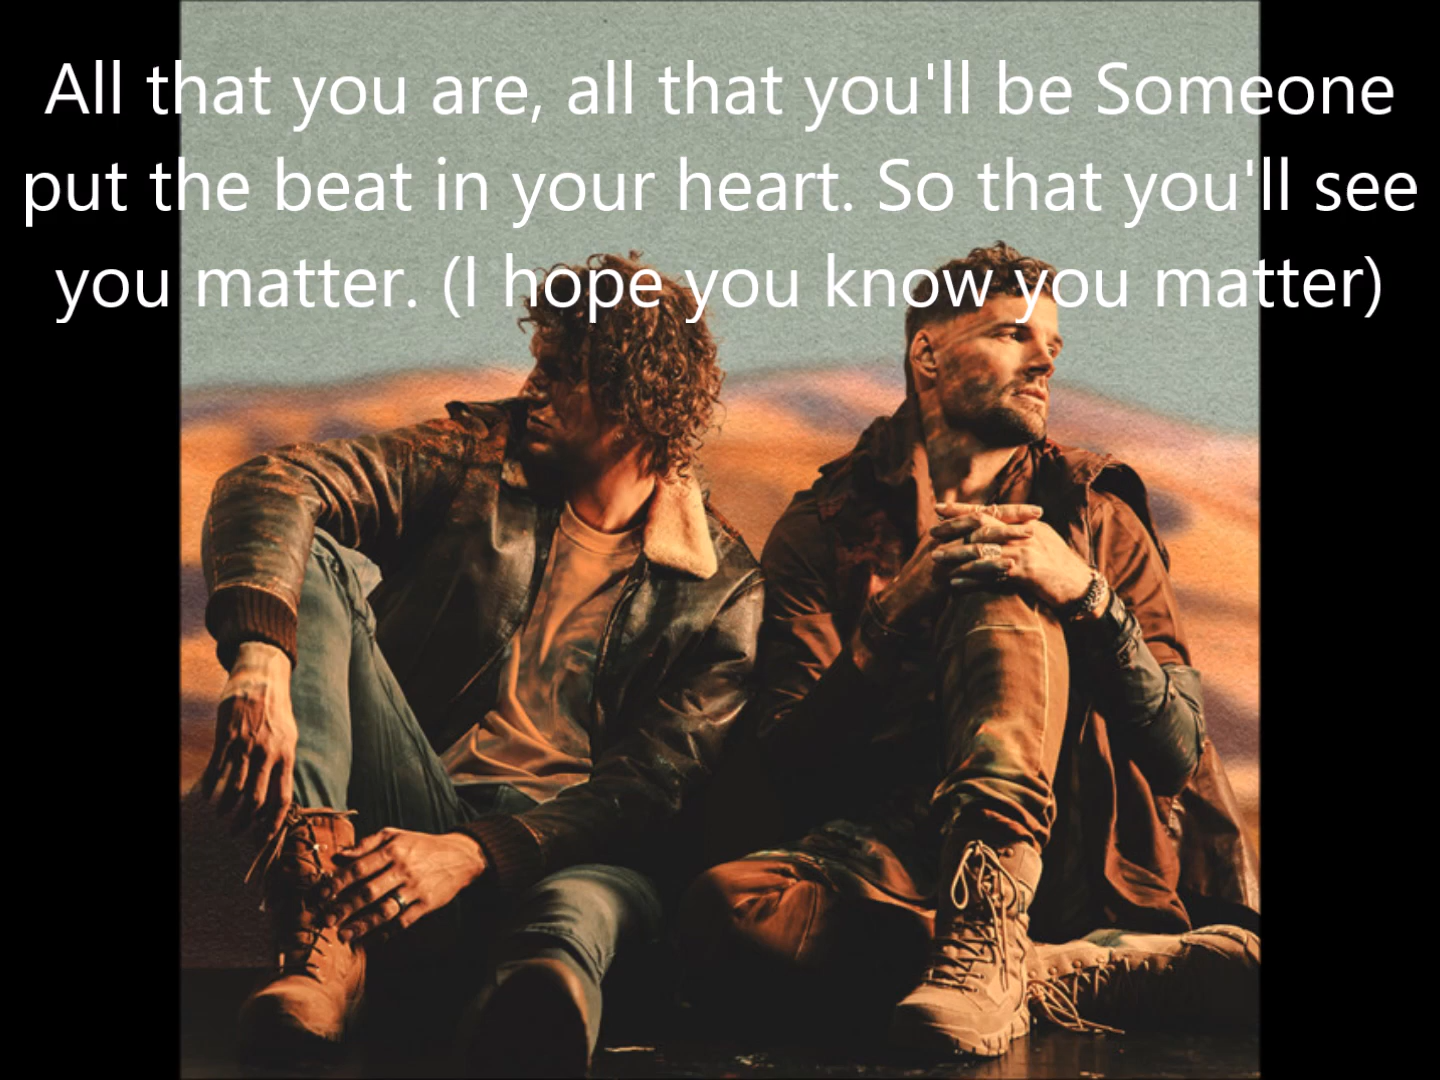 All that you are, all that you'll be Someone
put the beat in your heart. So that you'll see
you matter. (I hope you know you matter)